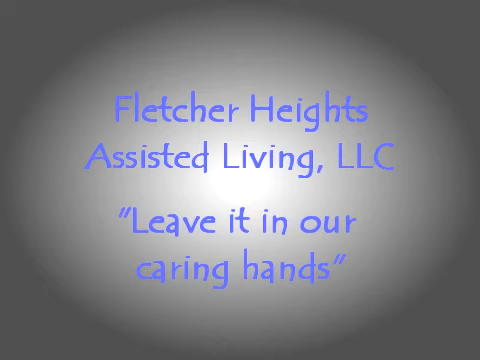 Fletcher Heights
Assisted Living, LLC
"Leave it in our
caring hands"